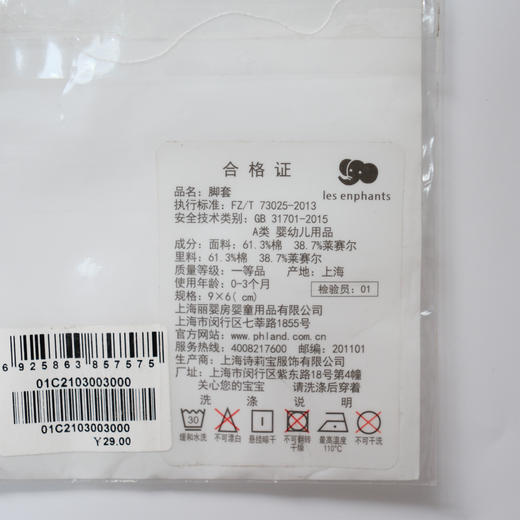 合格证
les enphants
品名：脚套
执行标准：FZ/T 73025-2013
安全技术类别：GB 31701-2015
A类 婴幼儿用品
成分：面料：61.3%棉 38.7%莱赛尔
里料：61.3%棉 38.7%莱赛尔
质量等级：一等品 产地：上海
使用年龄：0-3个月
检验员：01
规格：9×6(cm)
上海丽婴房婴童用品有限公司
上海市闵行区七莘路1855号
官方网站：www.phland.com.cn
服务热线：4008217600 邮编：201101
生产商：上海诗莉宝服饰有限公司
厂址：上海市闵行区紫东路18号第4幢
关心您的宝宝 请洗涤后穿着
洗涤说明
30
110℃
缓和水洗 不可漂白 悬挂晾干 不可翻转干燥 最高温度110℃ 不可干洗
6925863857575
01C2103003000
01C2103003000
Y29.00